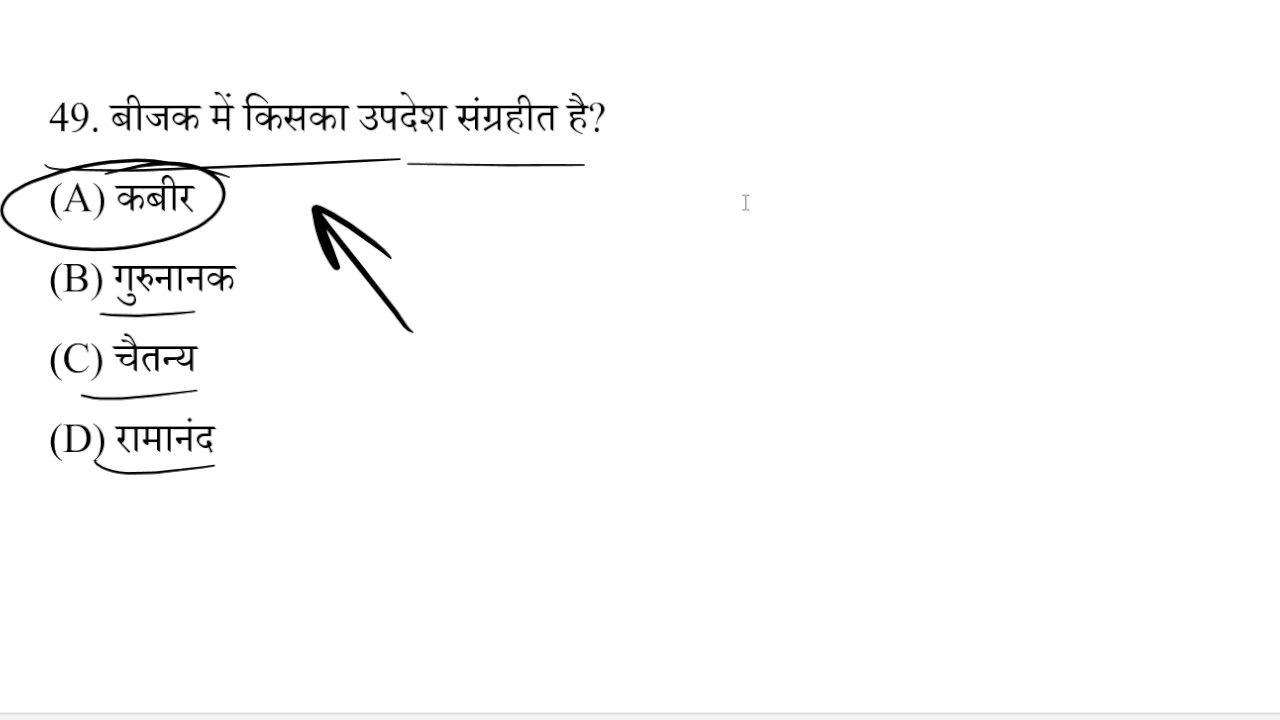 49. बीजक में किसका उपदेश संग्रहीत है?
(A) कबीर
(B) गुरुनानक
(C) चैतन्य
(D) रामानंद